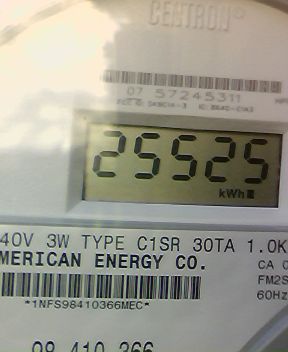 CENTRON®
07 57245311
25525
kWh
40V 3W TYPE C1SR 30TA 1.0K
MERICAN ENERGY CO.
CA 0
FM2S
60Hz
*1NFS98410366MEC*
98 410 366